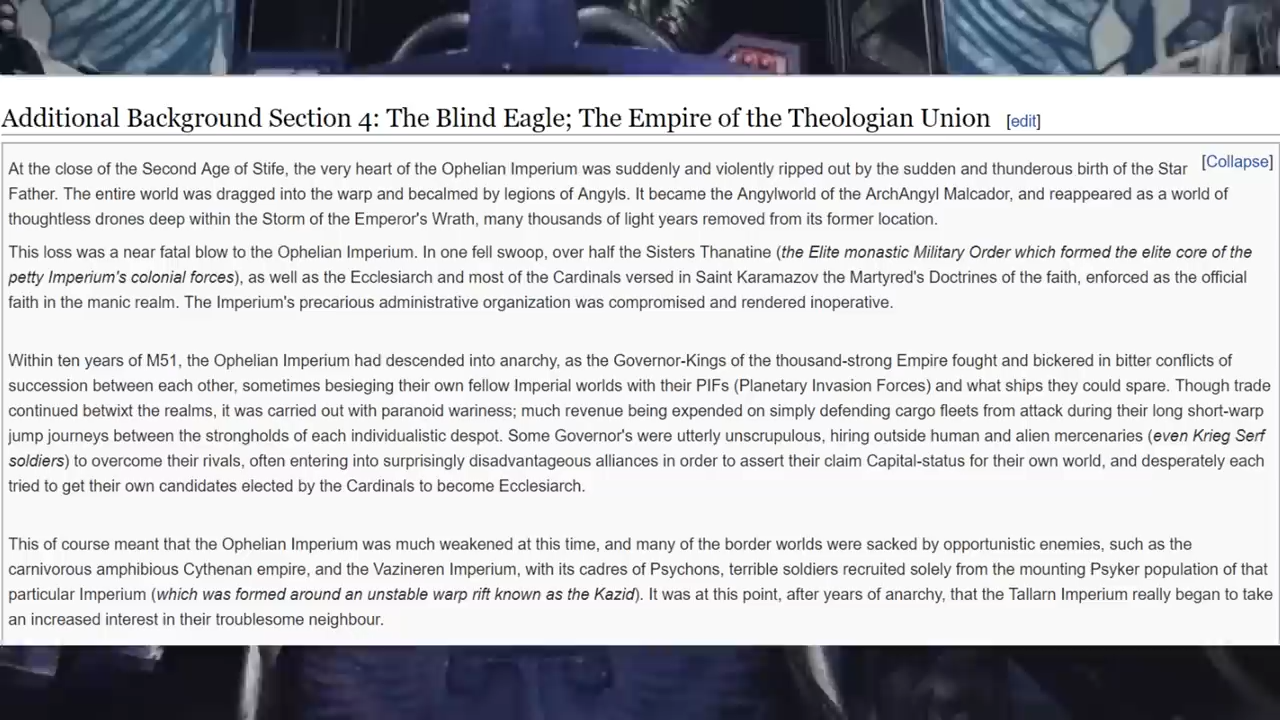 Additional Background Section 4: The Blind Eagle; The Empire of the Theologian Union [edit]
[Collapse]
At the close of the Second Age of Stife, the very heart of the Ophelian Imperium was suddenly and violently ripped out by the sudden and thunderous birth of the Star
Father. The entire world was dragged into the warp and becalmed by legions of Angyls. It became the Angylworld of the ArchAngyl Malcador, and reappeared as a world of
thoughtless drones deep within the Storm of the Emperor's Wrath, many thousands of light years removed from its former location.
This loss was a near fatal blow to the Ophelian Imperium. In one fell swoop, over half the Sisters Thanatine (the Elite monastic Military Order which formed the elite core of the
petty Imperium's colonial forces), as well as the Ecclesiarch and most of the Cardinals versed in Saint Karamazov the Martyred's Doctrines of the faith, enforced as the official
faith in the manic realm. The Imperium's precarious administrative organization was compromised and rendered inoperative.
Within ten years of M51, the Ophelian Imperium had descended into anarchy, as the Governor-Kings of the thousand-strong Empire fought and bickered in bitter conflicts of
succession between each other, sometimes besieging their own fellow Imperial worlds with their PIFs (Planetary Invasion Forces) and what ships they could spare. Though trade
continued betwixt the realms, it was carried out with paranoid wariness; much revenue being expended on simply defending cargo fleets from attack during their long short-warp
jump journeys between the strongholds of each individualistic despot. Some Governor's were utterly unscrupulous, hiring outside human and alien mercenaries (even Krieg Serf
soldiers) to overcome their rivals, often entering into surprisingly disadvantageous alliances in order to assert their claim Capital-status for their own world, and desperately each
tried to get their own candidates elected by the Cardinals to become Ecclesiarch.
This of course meant that the Ophelian Imperium was much weakened at this time, and many of the border worlds were sacked by opportunistic enemies, such as the
carnivorous amphibious Cythenan empire, and the Vazineren Imperium, with its cadres of Psychons, terrible soldiers recruited solely from the mounting Psyker population of that
particular Imperium (which was formed around an unstable warp rift known as the Kazid). It was at this point, after years of anarchy, that the Tallarn Imperium really began to take
an increased interest in their troublesome neighbour.